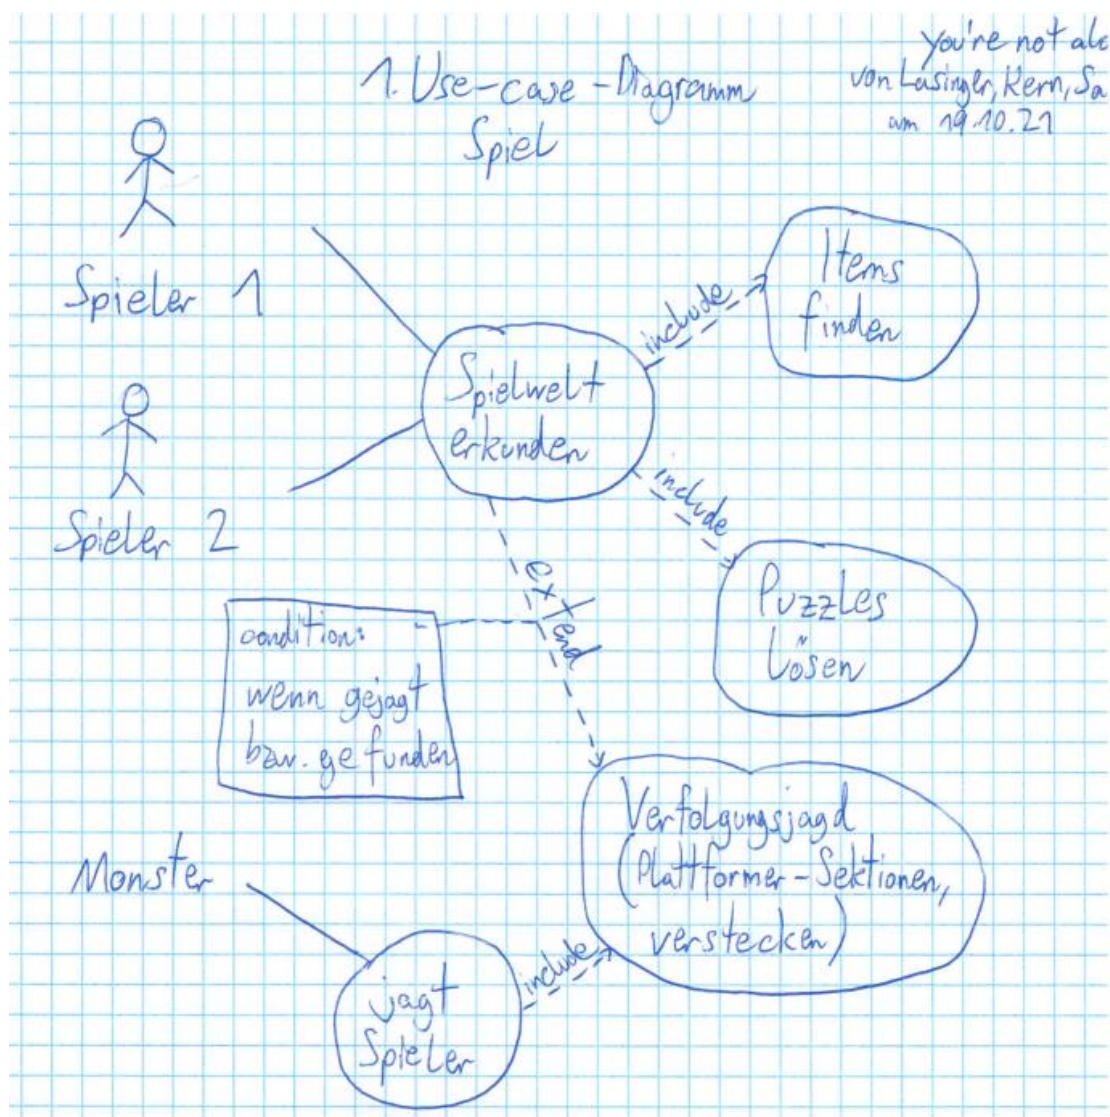 You're not alo
1. Use-case-Diagramm
von Lasinger, Kern, Sa
am 19.10.21
Spiel
Spieler 1
Items
finden
include
Spielwelt
erkunden
include
Spieler 2
extend
Puzzles
lösen
condition:
wenn gejagt
bzw. gefunden
Verfolgungsjagd
(Plattformer-Sektionen,
verstecken)
Monster
include
jagt
Spieler